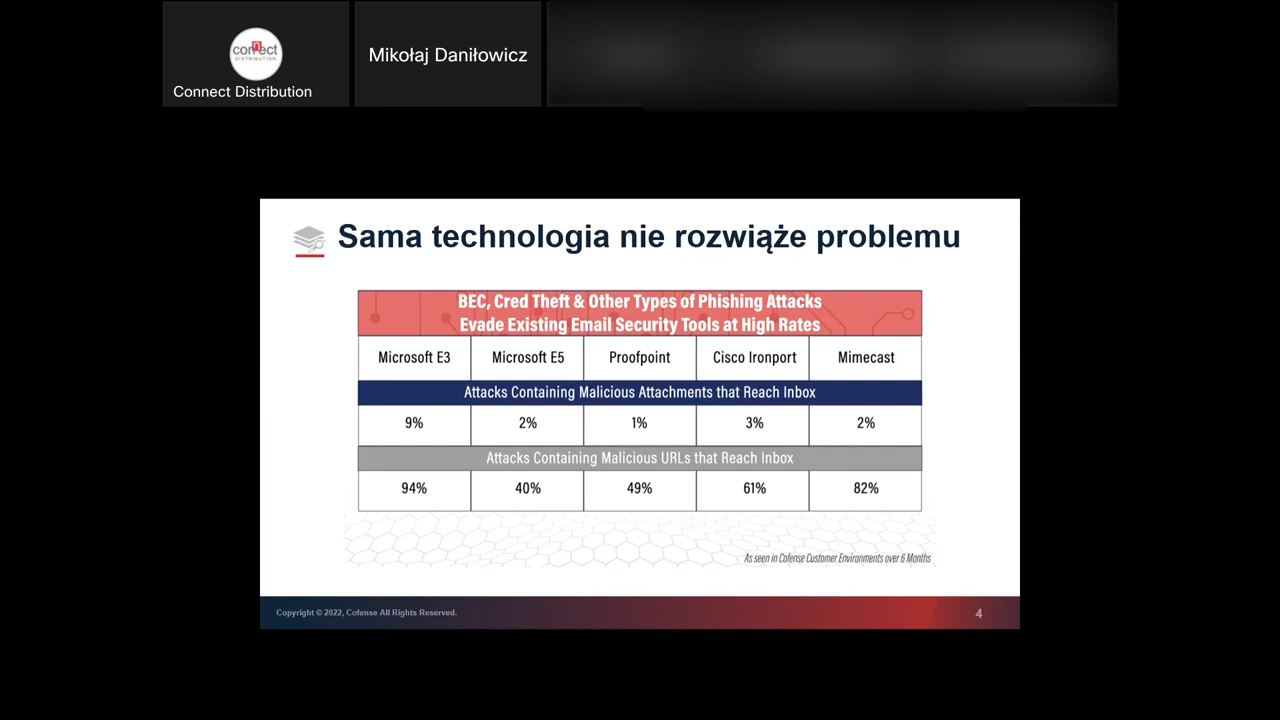 connect
DISTRIBUTION
Connect Distribution
Mikołaj Daniłowicz
Sama technologia nie rozwiąże problemu
BEC, Cred Theft & Other Types of Phishing Attacks
Evade Existing Email Security Tools at High Rates
Microsoft E3 Microsoft E5 Proofpoint Cisco Ironport Mimecast
Attacks Containing Malicious Attachments that Reach Inbox
9% 2% 1% 3% 2%
Attacks Containing Malicious URLs that Reach Inbox
94% 40% 49% 61% 82%
As seen in Cofense Customer Environments over 6 Months
Copyright © 2022, Cofense All Rights Reserved.
4